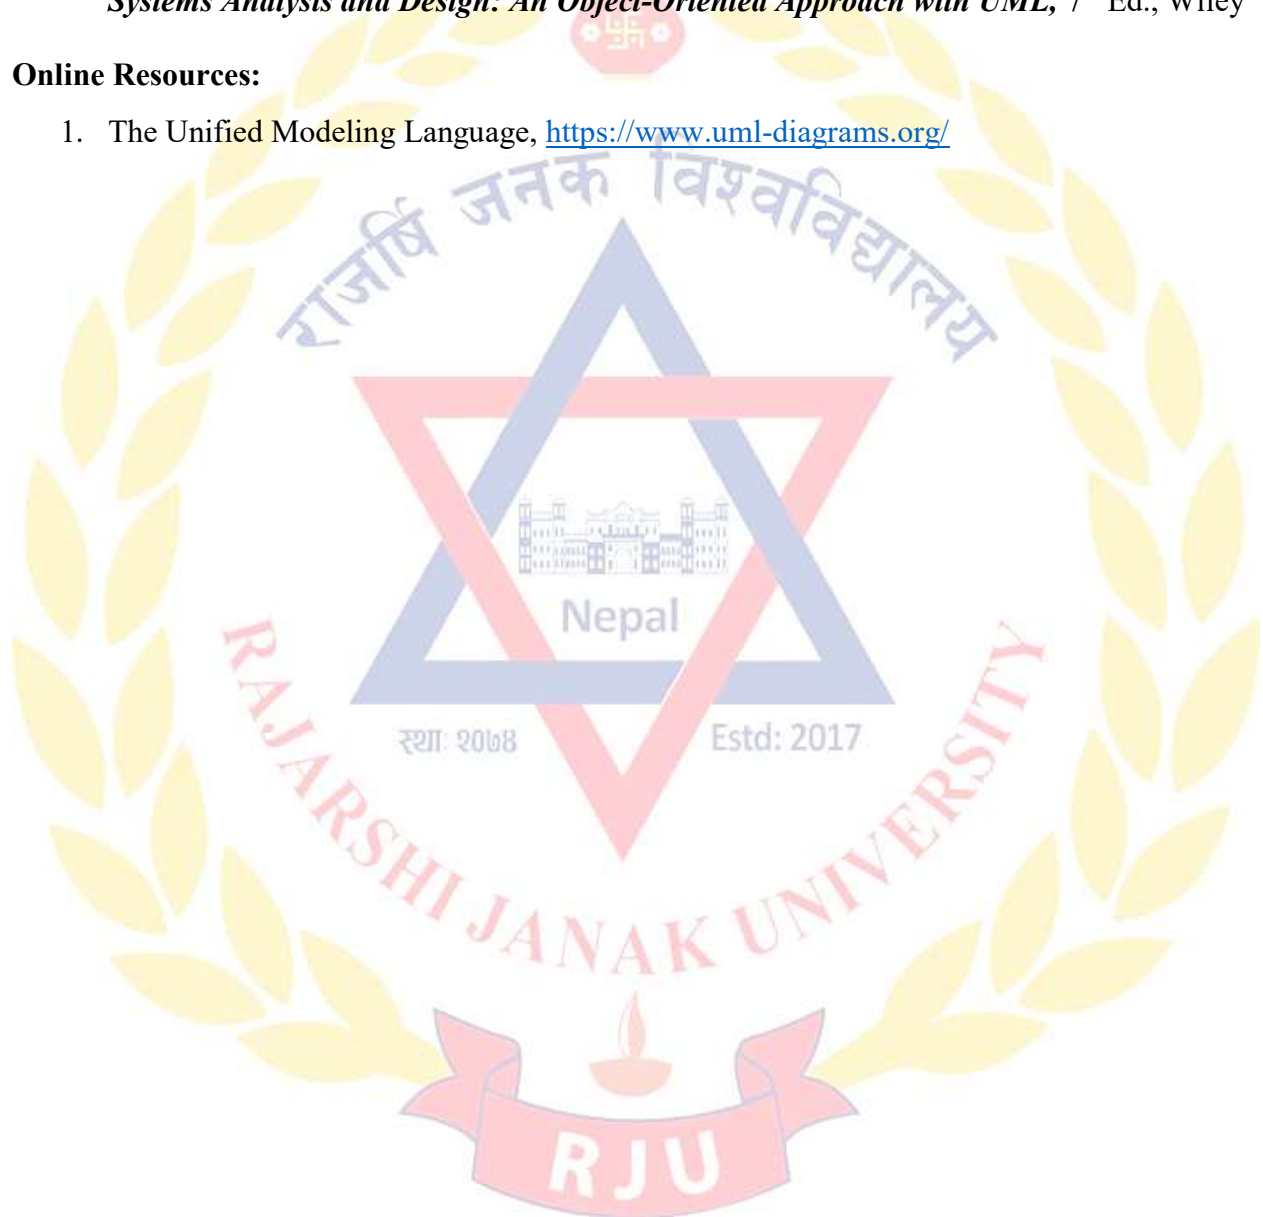 Systems Analysis and Design: An Object-Oriented Approach with UML, 7 Ed., Wiley
Online Resources:
1. The Unified Modeling Language, https://www.uml-diagrams.org/
राजर्षि जनक विश्वविद्यालय
Nepal
स्था: २०७४ Estd: 2017
RAJARSHI JANAK UNIVERSITY
RJU